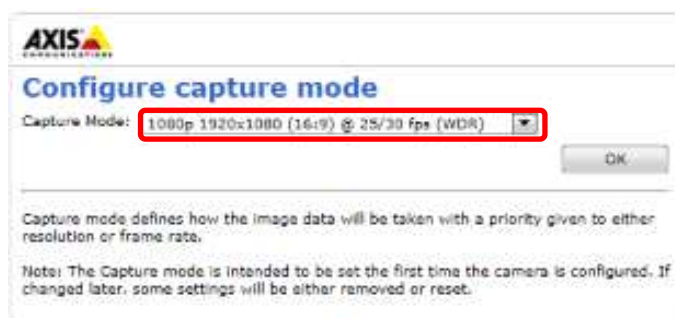 AXIS
COMMUNICATIONS
Configure capture mode
Capture Mode: 1080p 1920x1080 (16:9) @ 25/30 fps (WDR)
OK
Capture mode defines how the image data will be taken with a priority given to either
resolution or frame rate.
Note: The Capture mode is intended to be set the first time the camera is configured. If
changed later, some settings will be either removed or reset.